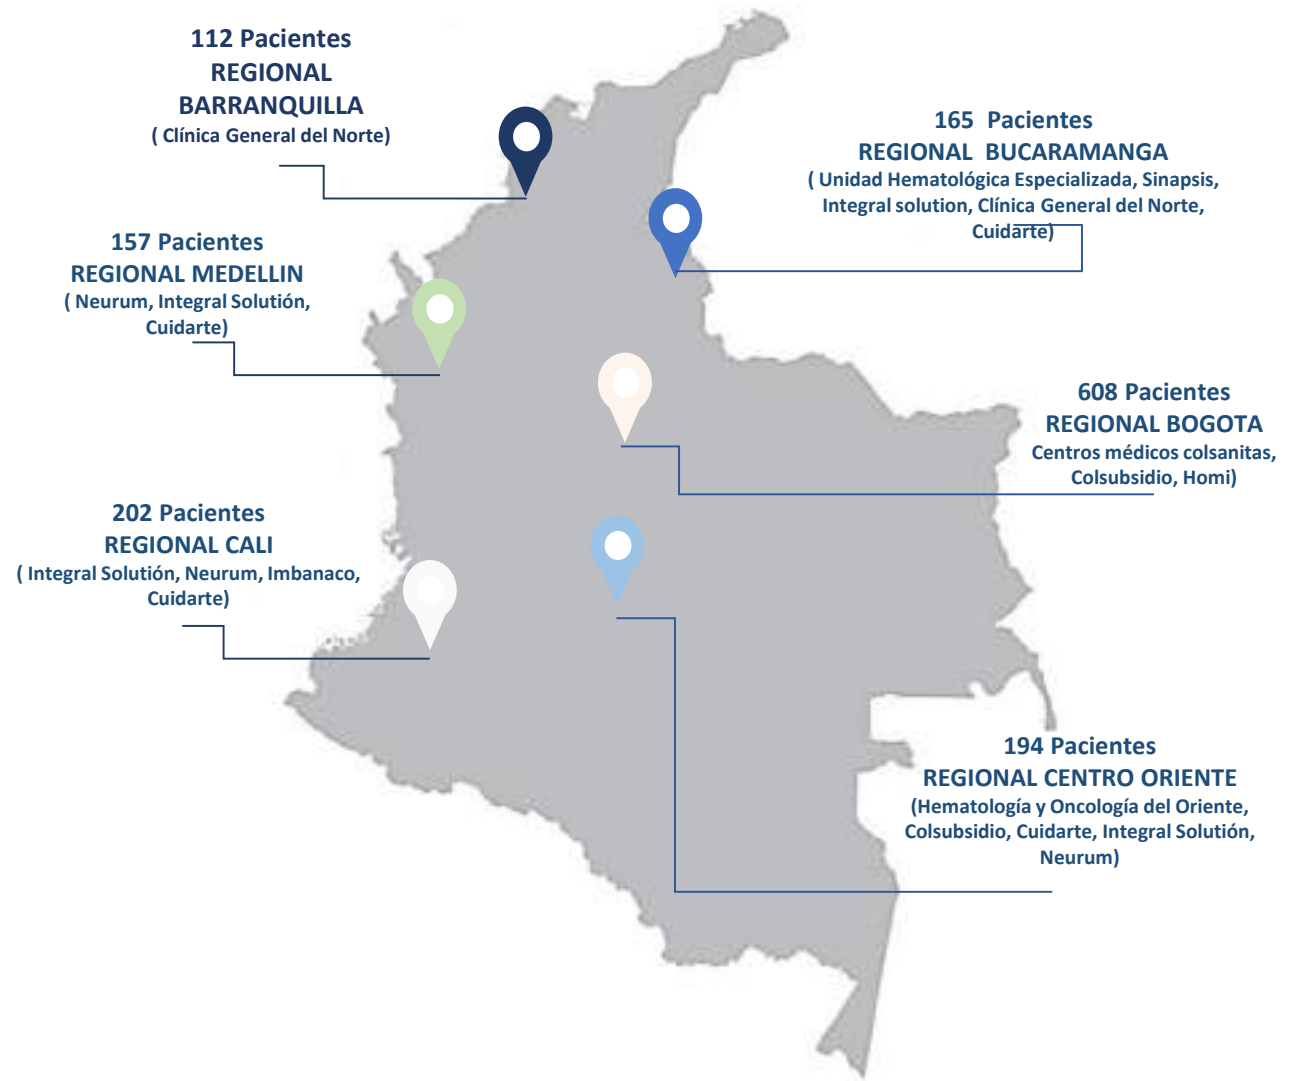 112 Pacientes
REGIONAL
BARRANQUILLA
( Clínica General del Norte)
165 Pacientes
REGIONAL BUCARAMANGA
( Unidad Hematológica Especializada, Sinapsis,
Integral solution, Clínica General del Norte,
Cuidarte)
157 Pacientes
REGIONAL MEDELLIN
( Neurum, Integral Solutión,
Cuidarte)
608 Pacientes
REGIONAL BOGOTA
Centros médicos colsanitas,
Colsubsidio, Homi)
202 Pacientes
REGIONAL CALI
( Integral Solutión, Neurum, Imbanaco,
Cuidarte)
194 Pacientes
REGIONAL CENTRO ORIENTE
(Hematología y Oncología del Oriente,
Colsubsidio, Cuidarte, Integral Solutión,
Neurum)